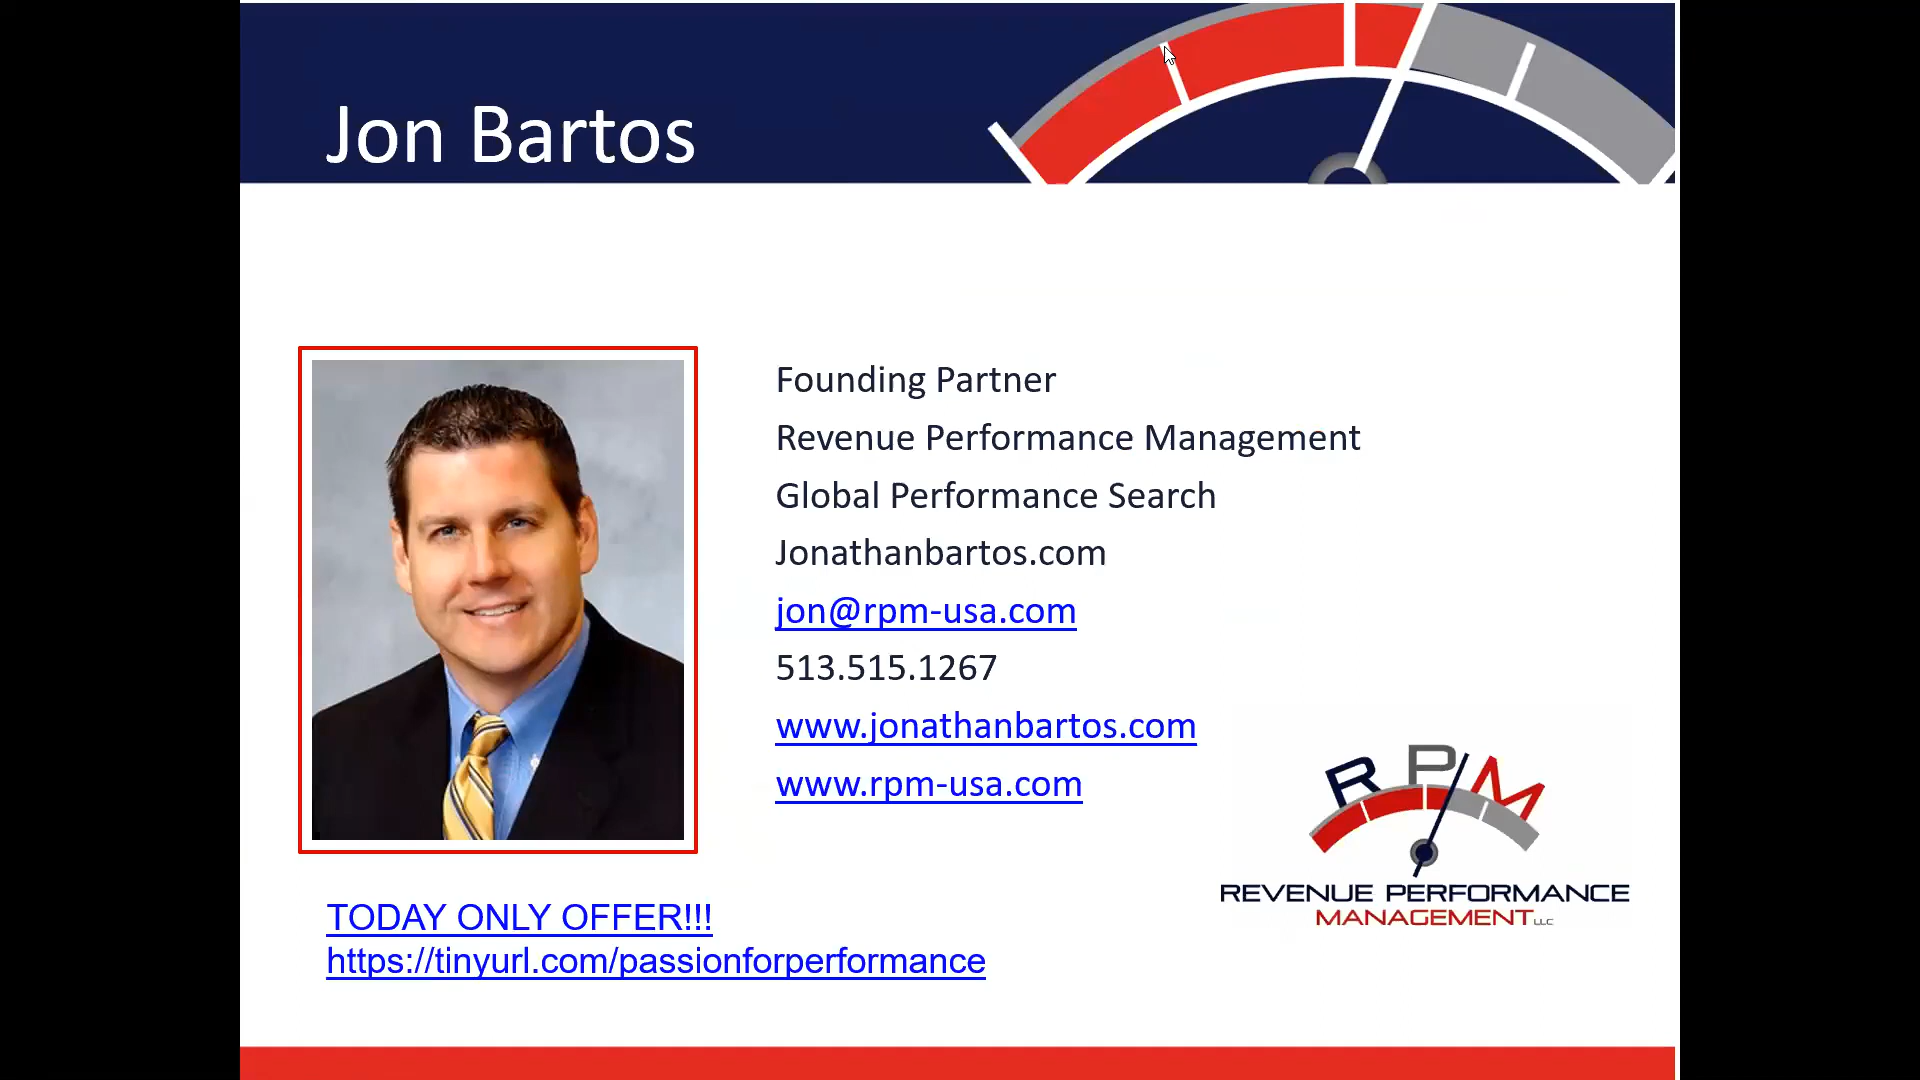 Jon Bartos
Founding Partner
Revenue Performance Management
Global Performance Search
Jonathanbartos.com
jon@rpm-usa.com
513.515.1267
www.jonathanbartos.com
www.rpm-usa.com
RPM
REVENUE PERFORMANCE
MANAGEMENT LLC
TODAY ONLY OFFER!!!
https://tinyurl.com/passionforperformance